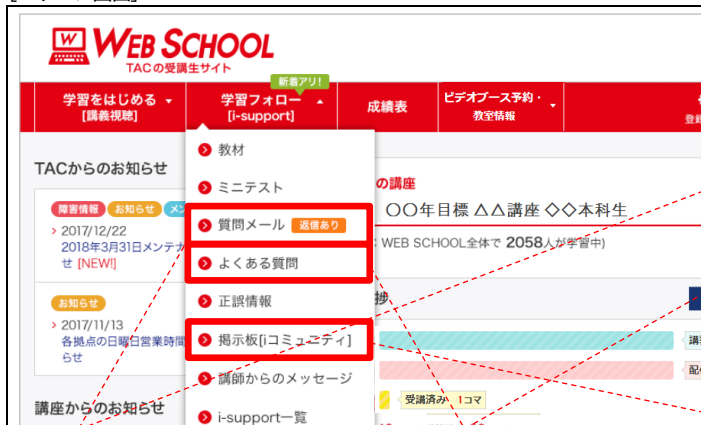 WEB SCHOOL
TACの受講生サイト
新着アリ!
学習をはじめる
[講義視聴]
学習フォロー
[i-support]
成績表
ビデオブース予約・
教室情報
TACからのお知らせ
障害情報 お知らせ
> 2017/12/22
2018年3月31日メンテナ
せ [NEW!]
お知らせ
> 2017/11/13
各拠点の日曜日営業時間
らせ
講座からのお知らせ
教材
ミニテスト
質問メール 返信あり
よくある質問
正誤情報
掲示板[iコミュニティ]
講師からのメッセージ
i-support一覧
の講座
〇〇年目標 △△講座 ◇◇本科生
WEB SCHOOL全体で 2058人が学習中)
捗
受講済み 1コマ